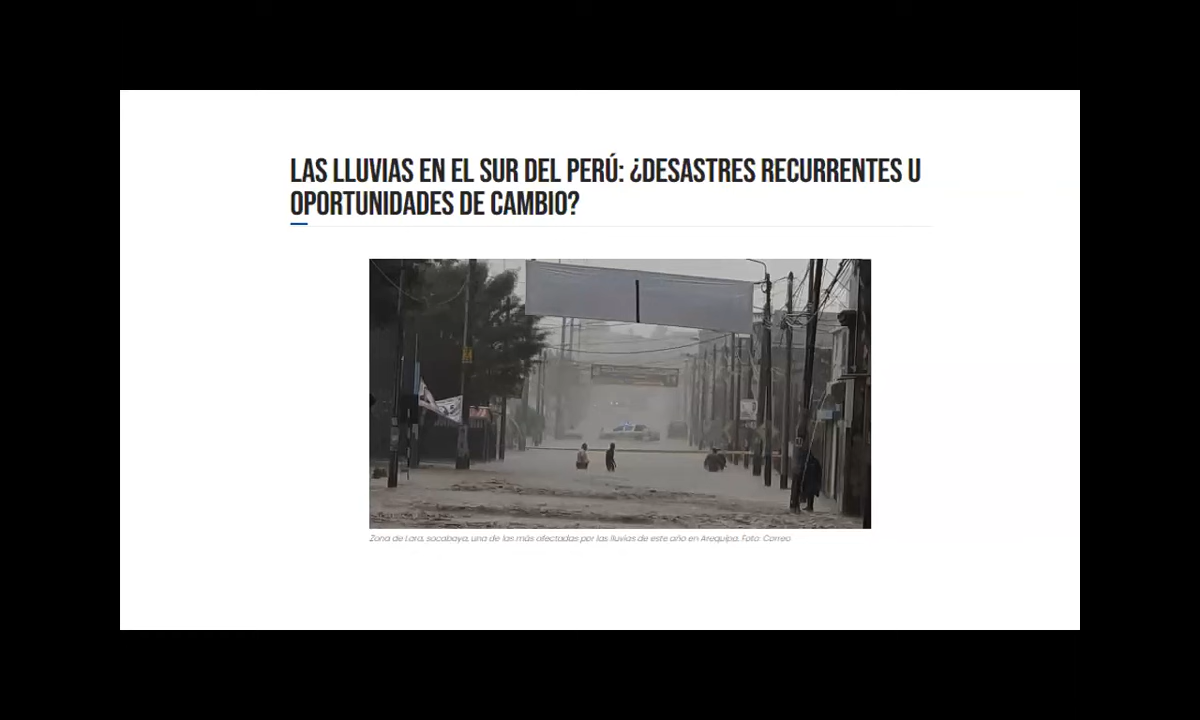 LAS LLUVIAS EN EL SUR DEL PERÚ: ¿DESASTRES RECURRENTES U
OPORTUNIDADES DE CAMBIO?
Zona de Lara, socabaya, una de las más afectadas por las lluvias de este año en Arequipa. Foto: Correo